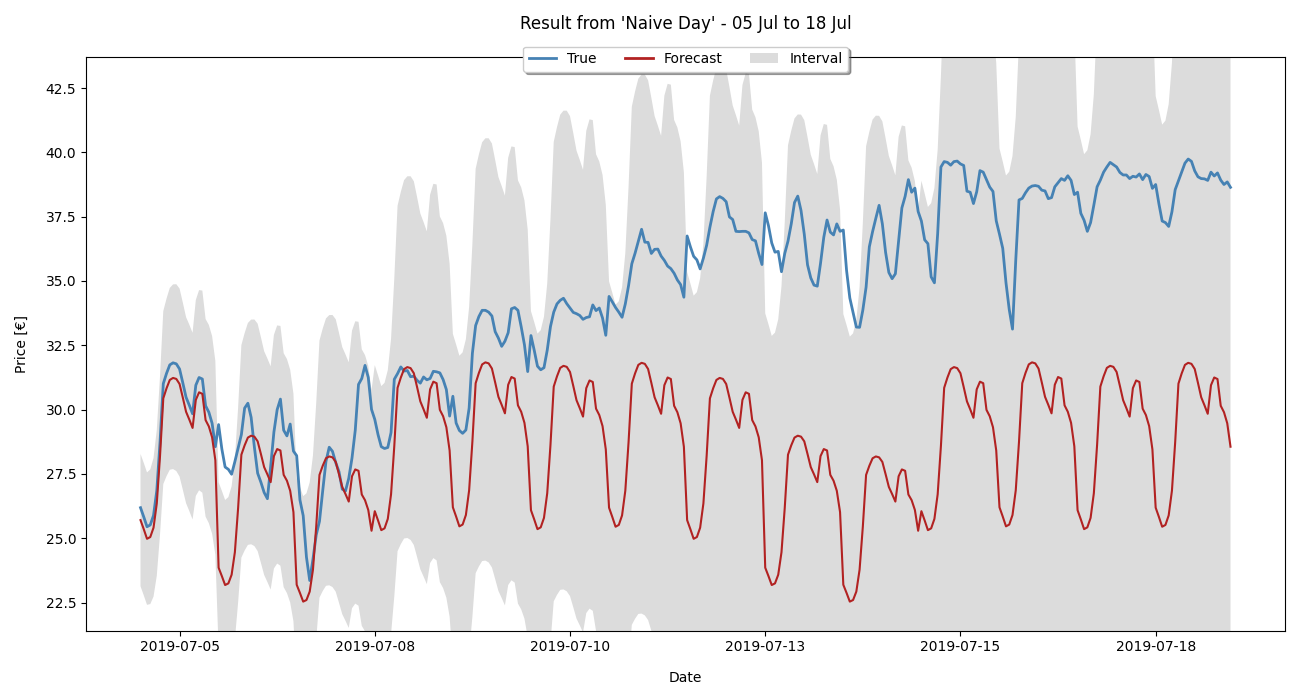 Result from 'Naive Day' - 05 Jul to 18 Jul
True Forecast Interval
42.5
40.0
37.5
35.0
32.5
30.0
27.5
25.0
22.5
Price [€]
2019-07-05 2019-07-08 2019-07-10 2019-07-13 2019-07-15 2019-07-18
Date